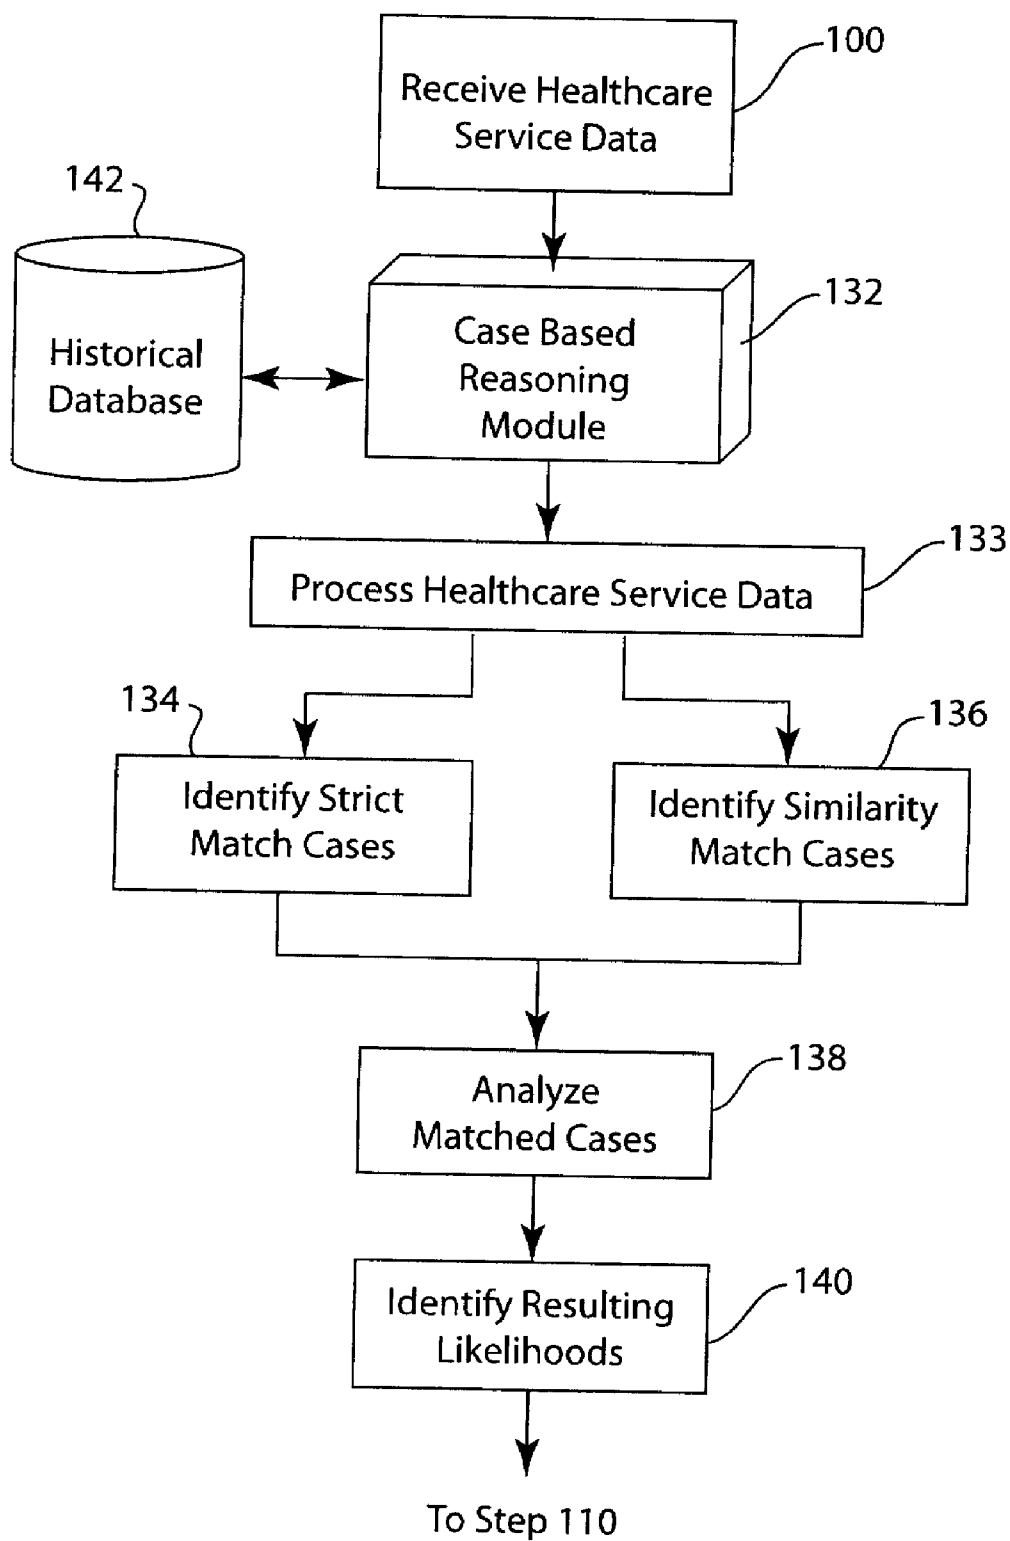 100
Receive Healthcare
Service Data
142
132
Historical
Database
Case Based
Reasoning
Module
133
Process Healthcare Service Data
134
136
Identify Strict
Match Cases
Identify Similarity
Match Cases
138
Analyze
Matched Cases
140
Identify Resulting
Likelihoods
To Step 110